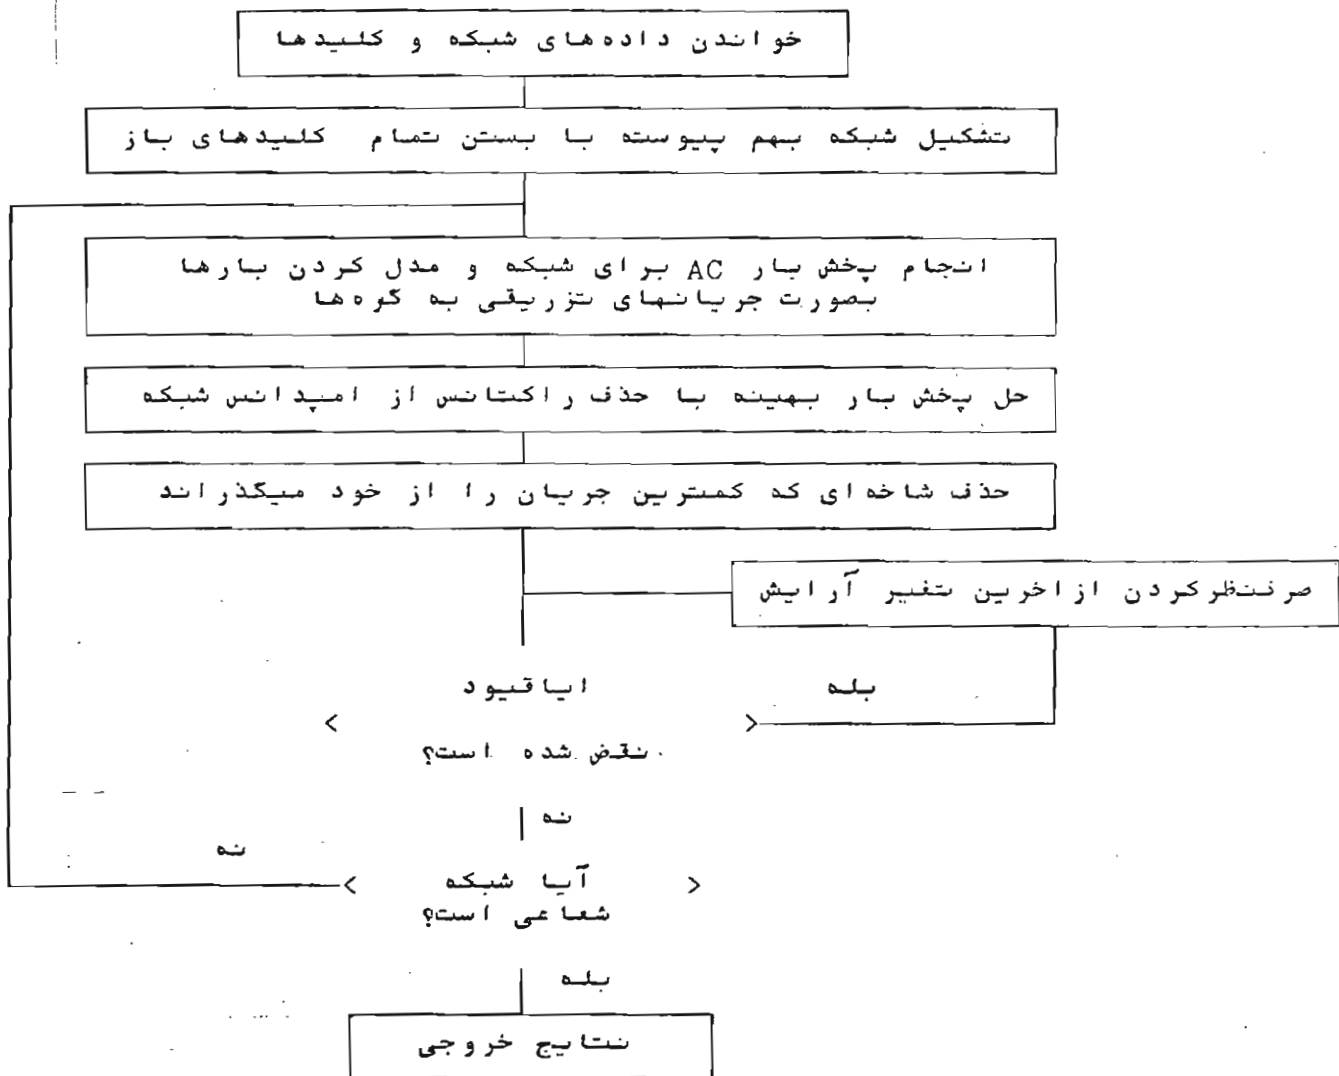 خواندن داده‌های شبکه و کلیدها
تشکیل شبکه بهم پیوسته با بستن تمام کلیدهای باز
انجام پخش بار AC برای شبکه و مدل کردن بارها
بصورت جریانهای تزریقی به گره‌ها
حل پخش بار بهینه با حذف راکتانس از امپدانس شبکه
حذف شاخه‌ای که کمترین جریان را از خود میگذراند
صرفنظرکردن ازاخرین تغیر آرایش
ایاقیود
بله
نقض شده است؟
نه
نه
آیا شبکه
شعاعی است؟
بله
نتایج خروجی